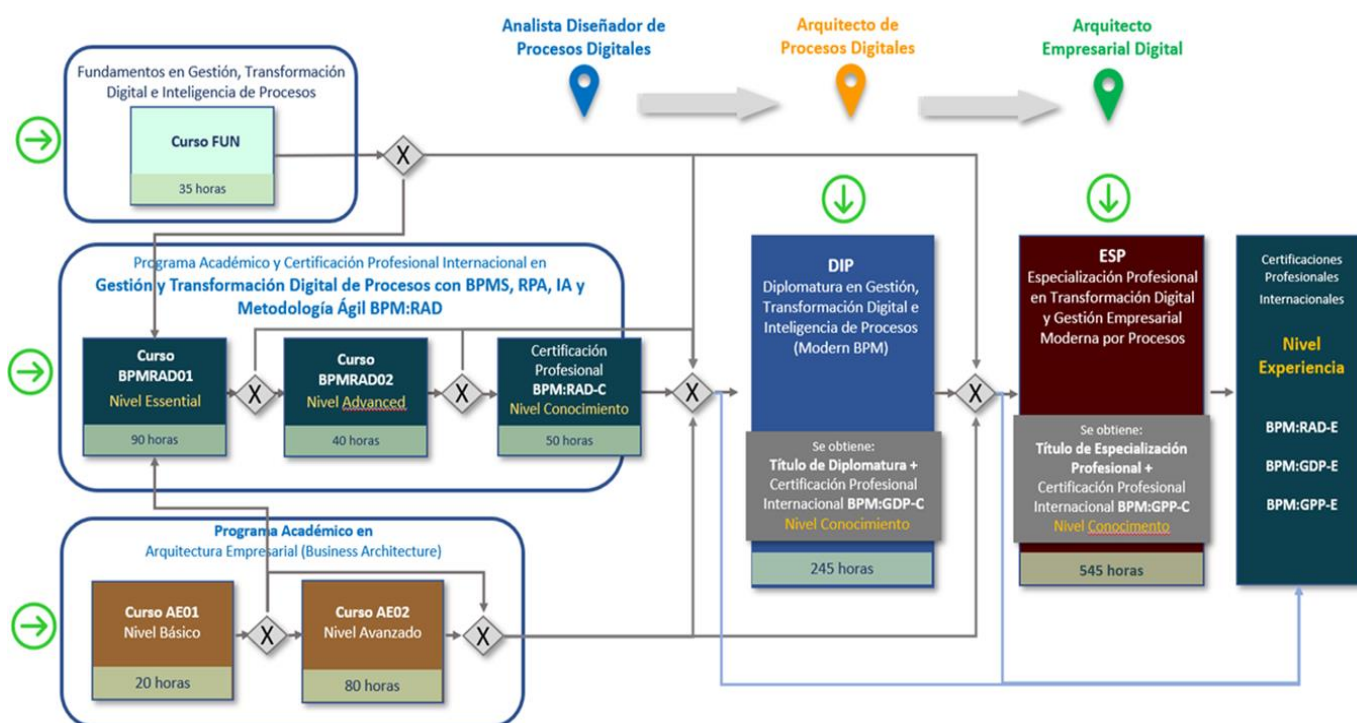 Analista Diseñador de
Procesos Digitales
Arquitecto de
Procesos Digitales
Arquitecto
Empresarial Digital
Fundamentos en Gestión, Transformación
Digital e Inteligencia de Procesos
Curso FUN
35 horas
X
Programa Académico y Certificación Profesional Internacional en
Gestión y Transformación Digital de Procesos con BPMS, RPA, IA y
Metodología Ágil BPM:RAD
Curso
BPMRAD01
Nivel Essential
90 horas
X
Curso
BPMRAD02
Nivel Advanced
40 horas
X
Certificación
Profesional
BPM:RAD-C
Nivel Conocimiento
50 horas
X
DIP
Diplomatura en Gestión,
Transformación Digital e
Inteligencia de Procesos
(Modern BPM)
Se obtiene:
Título de Diplomatura +
Certificación Profesional
Internacional BPM:GDP-C
Nivel Conocimiento
245 horas
X
ESP
Especialización Profesional
en Transformación Digital
y Gestión Empresarial
Moderna por Procesos
Se obtiene:
Título de Especialización
Profesional +
Certificación Profesional
Internacional BPM:GPP-C
Nivel Conocimento
545 horas
Certificaciones
Profesionales
Internacionales
Nivel
Experiencia
BPM:RAD-E
BPM:GDP-E
BPM:GPP-E
Programa Académico en
Arquitectura Empresarial (Business Architecture)
Curso AE01
Nivel Básico
20 horas
X
Curso AE02
Nivel Avanzado
80 horas
X